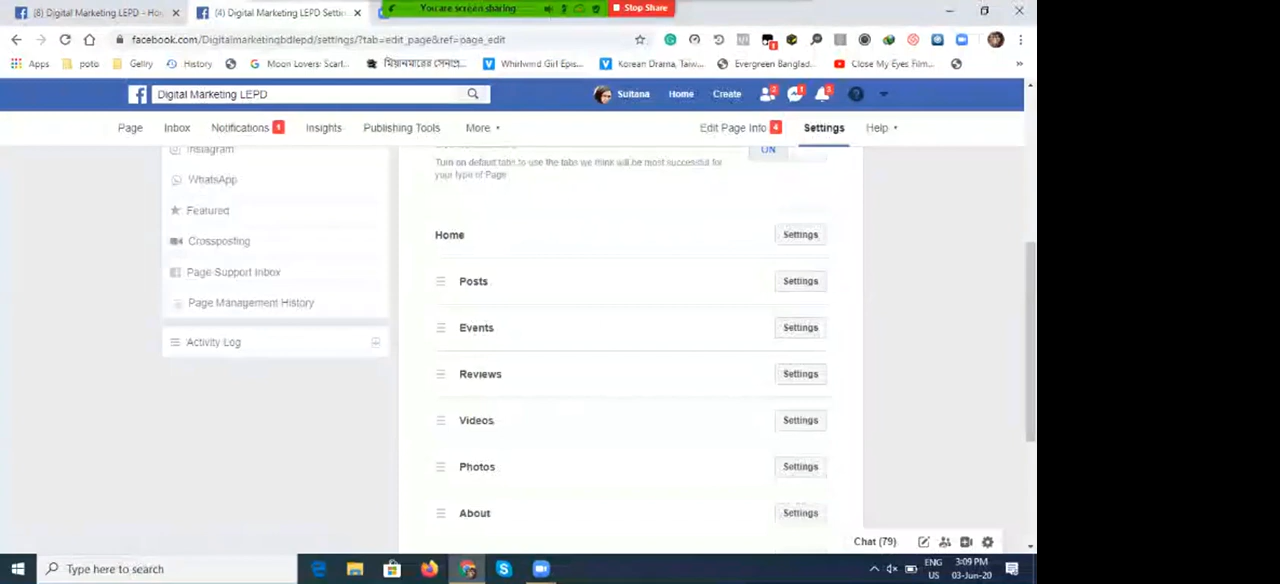 (8) Digital Marketing LEPD - Ho
(4) Digital Marketing LEPD Setti
You are screen sharing
Stop Share
facebook.com/Digitalmarketingbdlepd/settings/?tab=edit_page&ref=page_edit
Apps poto Gellry History Moon Lovers: Scarl... Whirlwind Girl Epis... Korean Drama, Taiw... Evergreen Banglad... Close My Eyes Film... »
Digital Marketing LEPD
Sultana Home Create
Page Inbox Notifications 1 Insights Publishing Tools More Edit Page Info 4 Settings Help
Instagram
WhatsApp
Featured
Crossposting
Page Support Inbox
Page Management History
Activity Log
ON
Turn on default tabs to use the tabs we think will be most successful for
your type of Page
Home Settings
Posts Settings
Events Settings
Reviews Settings
Videos Settings
Photos Settings
About Settings
Chat (79)
Type here to search
ENG
US
3:09 PM
03-Jun-20